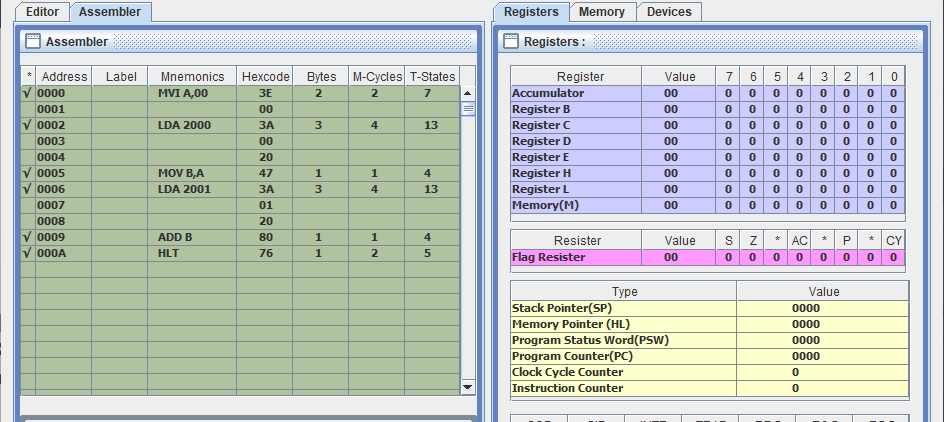 Editor Assembler
Assembler
* Address Label Mnemonics Hexcode Bytes M-Cycles T-States
√ 0000 MVI A,00 3E 2 2 7
0001 00
√ 0002 LDA 2000 3A 3 4 13
0003 00
0004 20
√ 0005 MOV B,A 47 1 1 4
√ 0006 LDA 2001 3A 3 4 13
0007 01
0008 20
√ 0009 ADD B 80 1 1 4
√ 000A HLT 76 1 2 5
Registers Memory Devices
Registers :
Register Value 7 6 5 4 3 2 1 0
Accumulator 00 0 0 0 0 0 0 0 0
Register B 00 0 0 0 0 0 0 0 0
Register C 00 0 0 0 0 0 0 0 0
Register D 00 0 0 0 0 0 0 0 0
Register E 00 0 0 0 0 0 0 0 0
Register H 00 0 0 0 0 0 0 0 0
Register L 00 0 0 0 0 0 0 0 0
Memory(M) 00 0 0 0 0 0 0 0 0
Resister Value S Z * AC * P * CY
Flag Resister 00 0 0 0 0 0 0 0 0
Type Value
Stack Pointer(SP) 0000
Memory Pointer (HL) 0000
Program Status Word(PSW) 0000
Program Counter(PC) 0000
Clock Cycle Counter 0
Instruction Counter 0